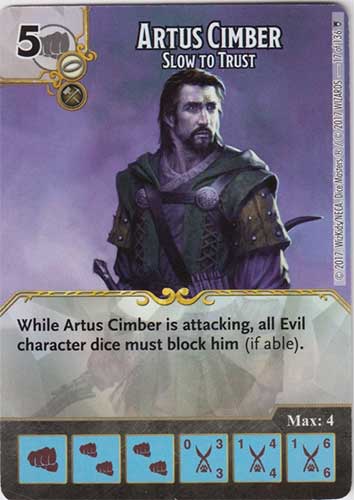 5
ARTUS CIMBER
SLOW TO TRUST
While Artus Cimber is attacking, all Evil
character dice must block him (if able).
Max: 4
0 3 3
1 4 4
1 6 6